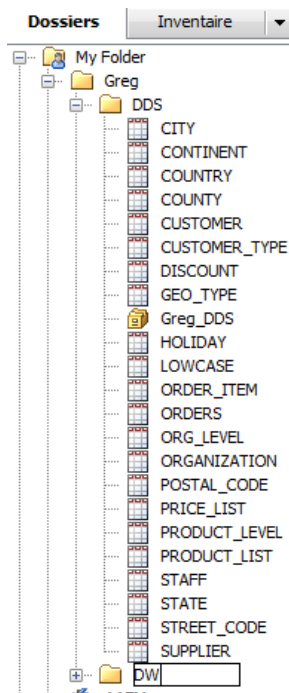 Dossiers Inventaire
My Folder
Greg
DDS
CITY
CONTINENT
COUNTRY
COUNTY
CUSTOMER
CUSTOMER_TYPE
DISCOUNT
GEO_TYPE
Greg_DDS
HOLIDAY
LOWCASE
ORDER_ITEM
ORDERS
ORG_LEVEL
ORGANIZATION
POSTAL_CODE
PRICE_LIST
PRODUCT_LEVEL
PRODUCT_LIST
STAFF
STATE
STREET_CODE
SUPPLIER
DW